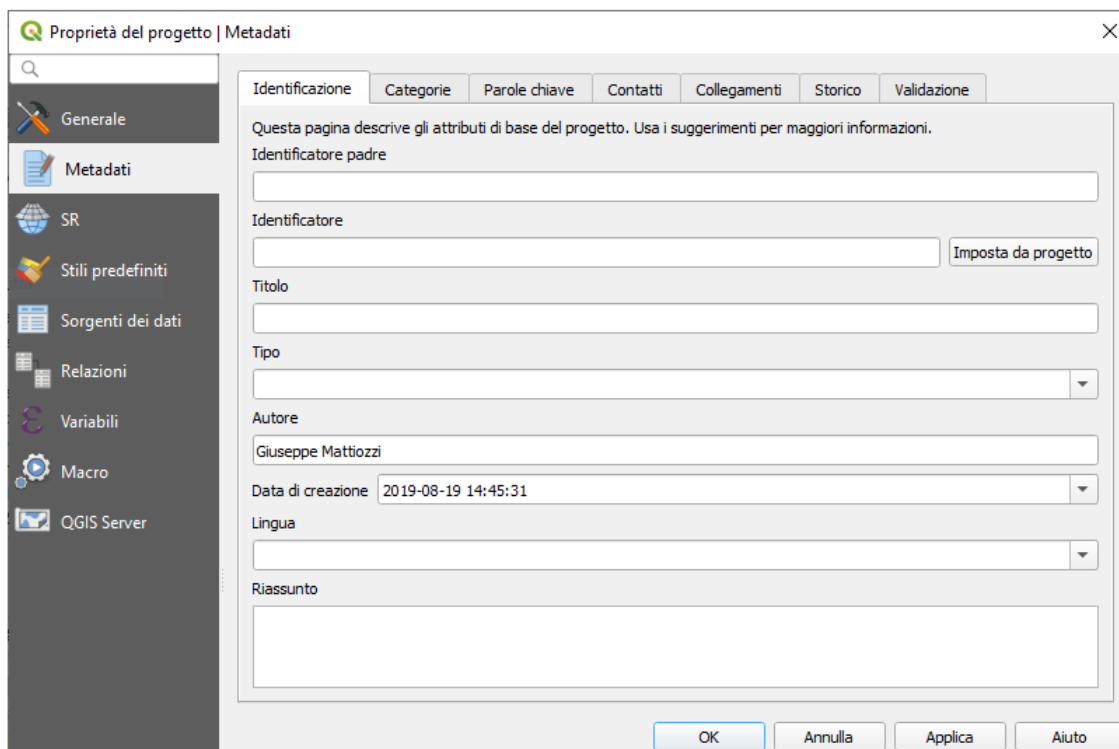 Proprietà del progetto | Metadati
Generale
Metadati
SR
Stili predefiniti
Sorgenti dei dati
Relazioni
Variabili
Macro
QGIS Server
Identificazione Categorie Parole chiave Contatti Collegamenti Storico Validazione
Questa pagina descrive gli attributi di base del progetto. Usa i suggerimenti per maggiori informazioni.
Identificatore padre
Identificatore
Imposta da progetto
Titolo
Tipo
Autore
Giuseppe Mattiozzi
Data di creazione 2019-08-19 14:45:31
Lingua
Riassunto
OK Annulla Applica Aiuto